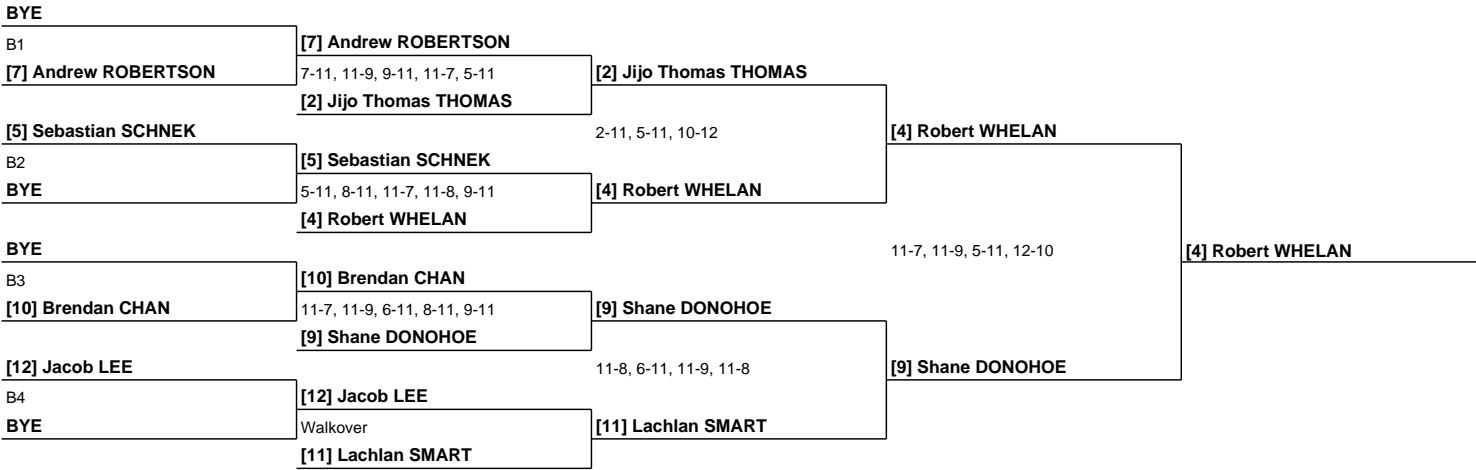 BYE
B1
[7] Andrew ROBERTSON
[7] Andrew ROBERTSON
7-11, 11-9, 9-11, 11-7, 5-11
[2] Jijo Thomas THOMAS
[2] Jijo Thomas THOMAS
[5] Sebastian SCHNEK
2-11, 5-11, 10-12
[4] Robert WHELAN
B2
[5] Sebastian SCHNEK
BYE
5-11, 8-11, 11-7, 11-8, 9-11
[4] Robert WHELAN
[4] Robert WHELAN
BYE
11-7, 11-9, 5-11, 12-10
[4] Robert WHELAN
B3
[10] Brendan CHAN
[10] Brendan CHAN
11-7, 11-9, 6-11, 8-11, 9-11
[9] Shane DONOHOE
[9] Shane DONOHOE
[12] Jacob LEE
11-8, 6-11, 11-9, 11-8
[9] Shane DONOHOE
B4
[12] Jacob LEE
BYE
Walkover
[11] Lachlan SMART
[11] Lachlan SMART